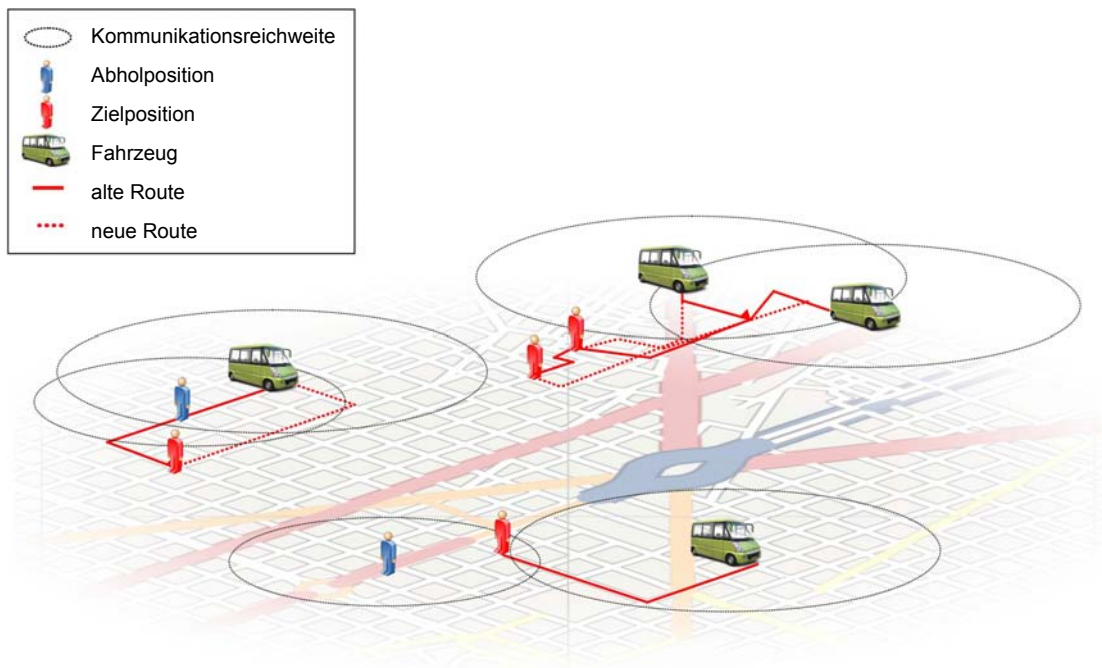 Kommunikationsreichweite
Abholposition
Zielposition
Fahrzeug
alte Route
neue Route